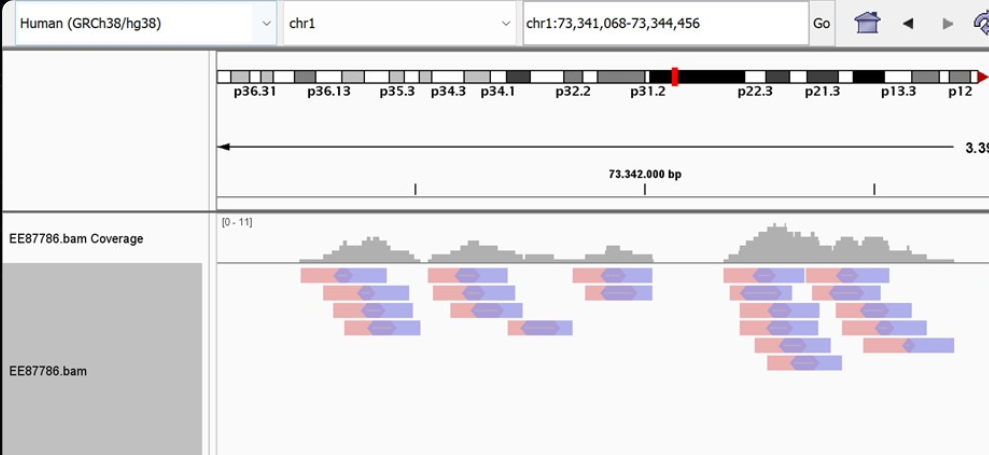 Human (GRCh38/hg38) chr1 chr1:73,341,068-73,344,456 Go
p36.31 p36.13 p35.3 p34.3 p34.1 p32.2 p31.2 p22.3 p21.3 p13.3 p12
3.39
73.342.000 bp
[0 - 11]
EE87786.bam Coverage
EE87786.bam